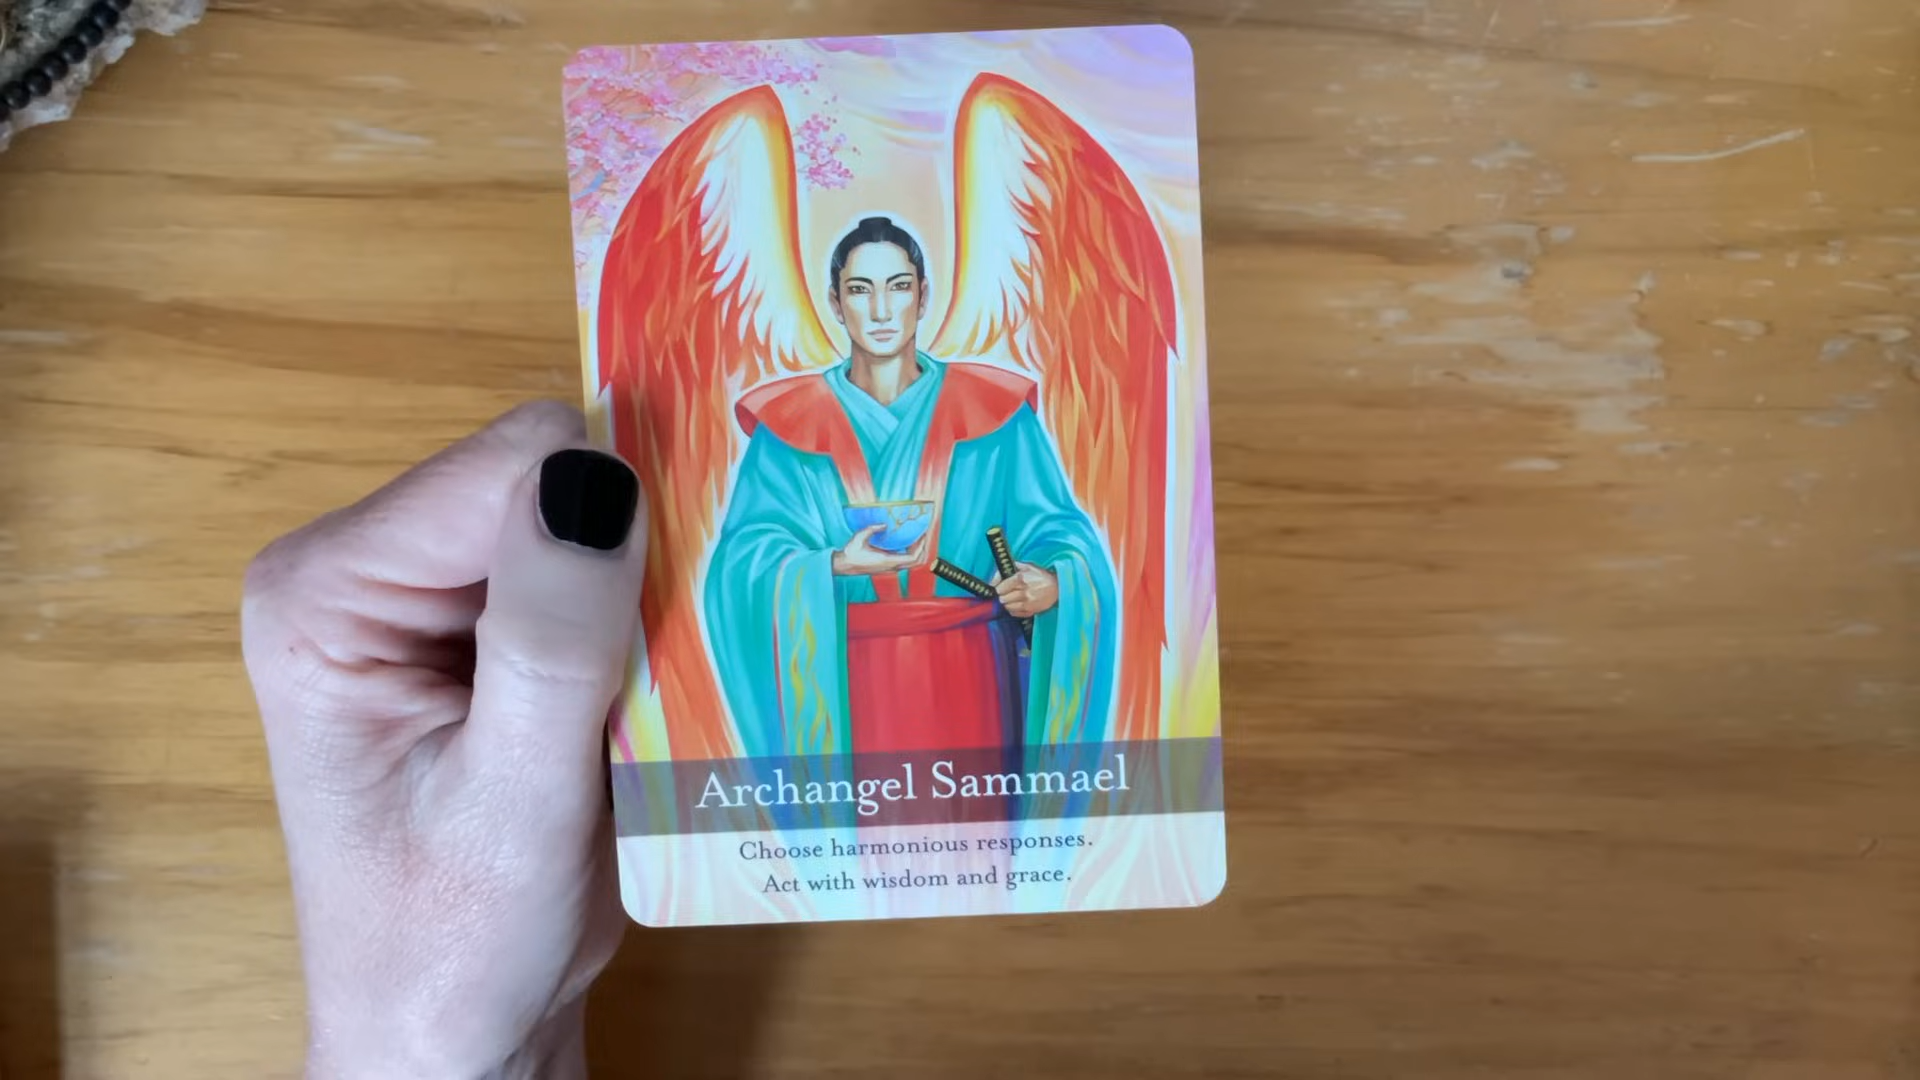 Archangel Sammael
Choose harmonious responses.
Act with wisdom and grace.